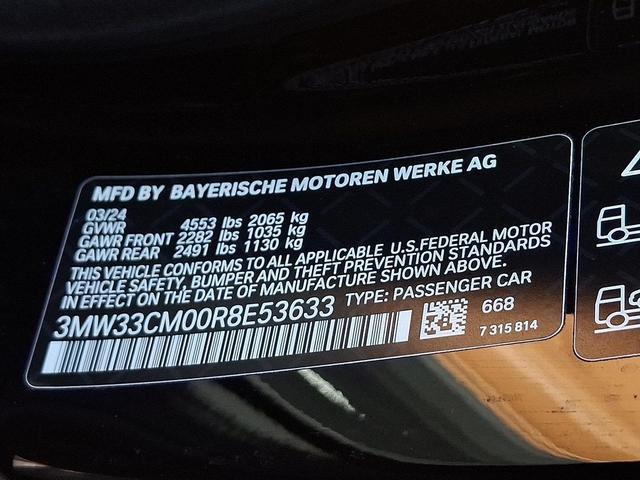 MFD BY BAYERISCHE MOTOREN WERKE AG
03/24
GVWR 4553 lbs 2065 kg
GAWR FRONT 2282 lbs 1035 kg
GAWR REAR 2491 lbs 1130 kg
THIS VEHICLE CONFORMS TO ALL APPLICABLE U.S.FEDERAL MOTOR
VEHICLE SAFETY, BUMPER AND THEFT PREVENTION STANDARDS
IN EFFECT ON THE DATE OF MANUFACTURE SHOWN ABOVE.
3MW33CM00R8E53633 TYPE: PASSENGER CAR
668
7 315 814